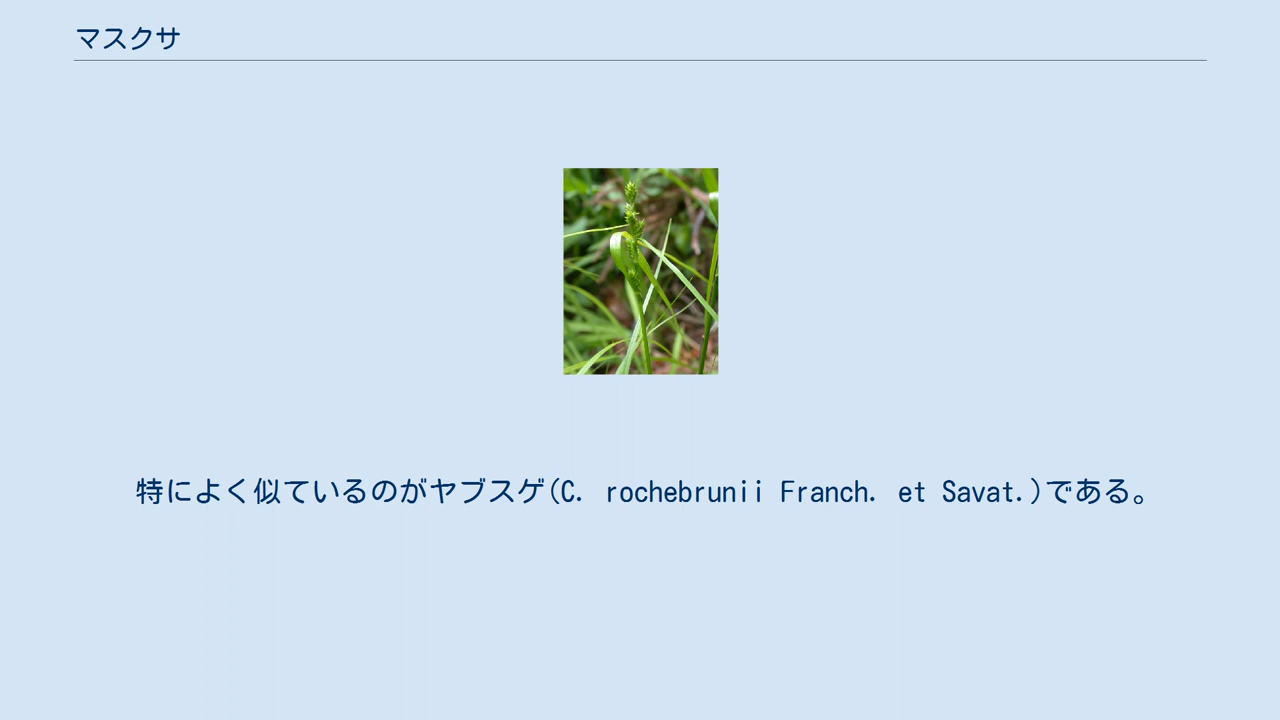 マスクサ
特によく似ているのがヤブスゲ(C. rochebrunii Franch. et Savat.)である。